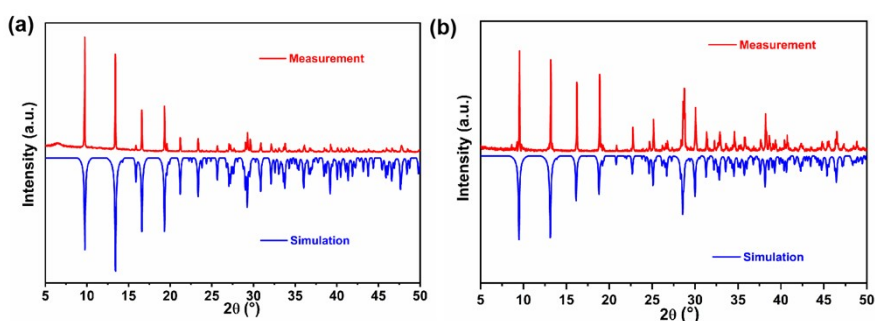 (a)
Intensity (a.u.)
Measurement
Simulation
5 10 15 20 25 30 35 40 45 50
2θ (°)
(b)
Intensity (a.u.)
Measurement
Simulation
5 10 15 20 25 30 35 40 45 50
2θ (°)